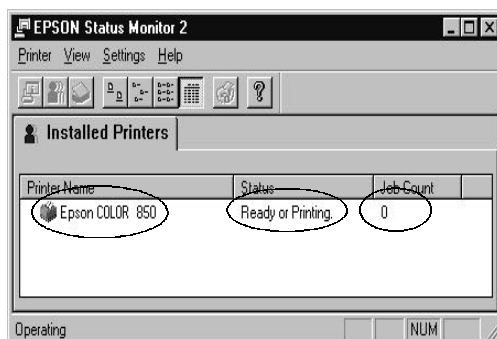 EPSON Status Monitor 2
Printer View Settings Help
Installed Printers
Printer Name Status Job Count
Epson COLOR 850 Ready or Printing. 0
Operating NUM